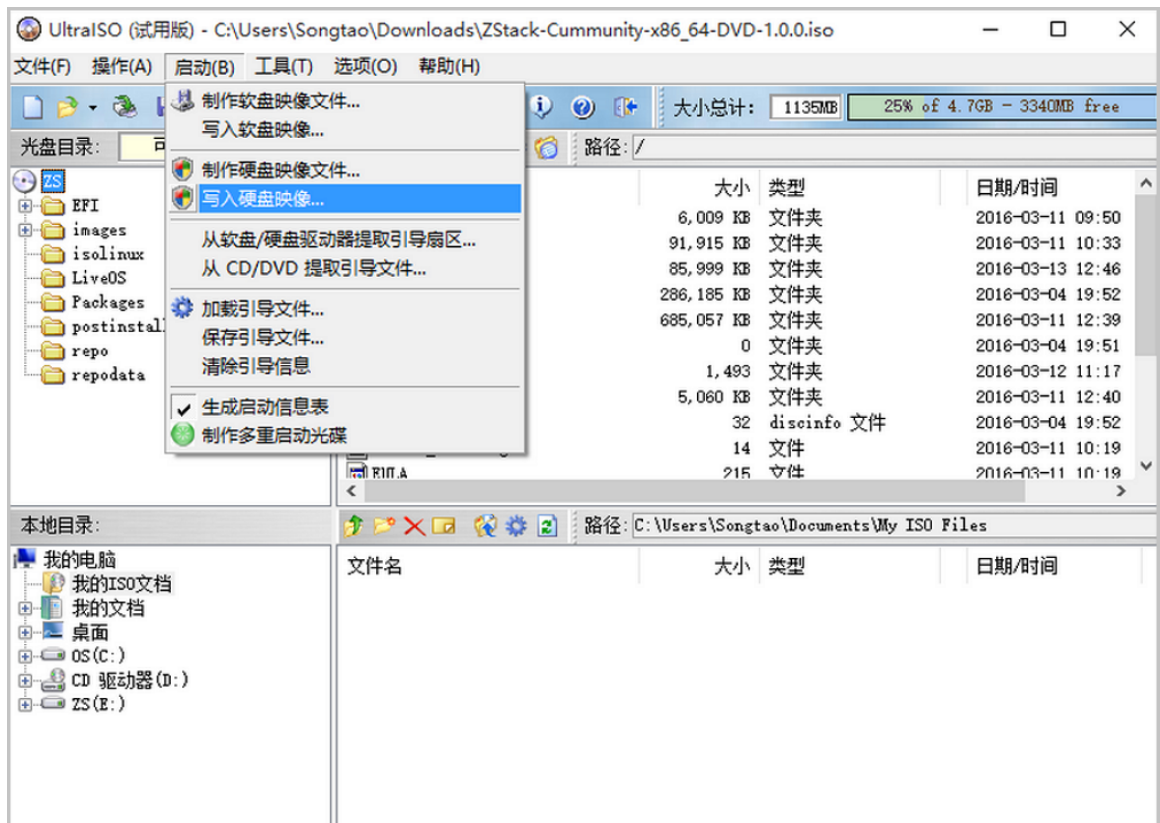 UltraISO (试用版) - C:\Users\Songtao\Downloads\ZStack-Cummunity-x86_64-DVD-1.0.0.iso
文件(F) 操作(A) 启动(B) 工具(T) 选项(O) 帮助(H)
大小总计: 1135MB 25% of 4.7GB - 3340MB free
制作软盘映像文件...
写入软盘映像...
制作硬盘映像文件...
写入硬盘映像...
从软盘/硬盘驱动器提取引导扇区...
从 CD/DVD 提取引导文件...
加载引导文件...
保存引导文件...
清除引导信息
生成启动信息表
制作多重启动光碟
光盘目录: 可
路径: /
ZS
EFI
images
isolinux
LiveOS
Packages
postinstall
repo
repodata
大小 类型 日期/时间
6,009 KB 文件夹 2016-03-11 09:50
91,915 KB 文件夹 2016-03-11 10:33
85,999 KB 文件夹 2016-03-13 12:46
286,185 KB 文件夹 2016-03-04 19:52
685,057 KB 文件夹 2016-03-11 12:39
0 文件夹 2016-03-04 19:51
1,493 文件夹 2016-03-12 11:17
5,060 KB 文件夹 2016-03-11 12:40
32 discinfo 文件 2016-03-04 19:52
14 文件 2016-03-11 10:19
EULA 215 文件 2016-03-11 10:19
本地目录:
路径: C:\Users\Songtao\Documents\My ISO Files
我的电脑
我的ISO文档
我的文档
桌面
OS(C:)
CD 驱动器(D:)
ZS(E:)
文件名 大小 类型 日期/时间